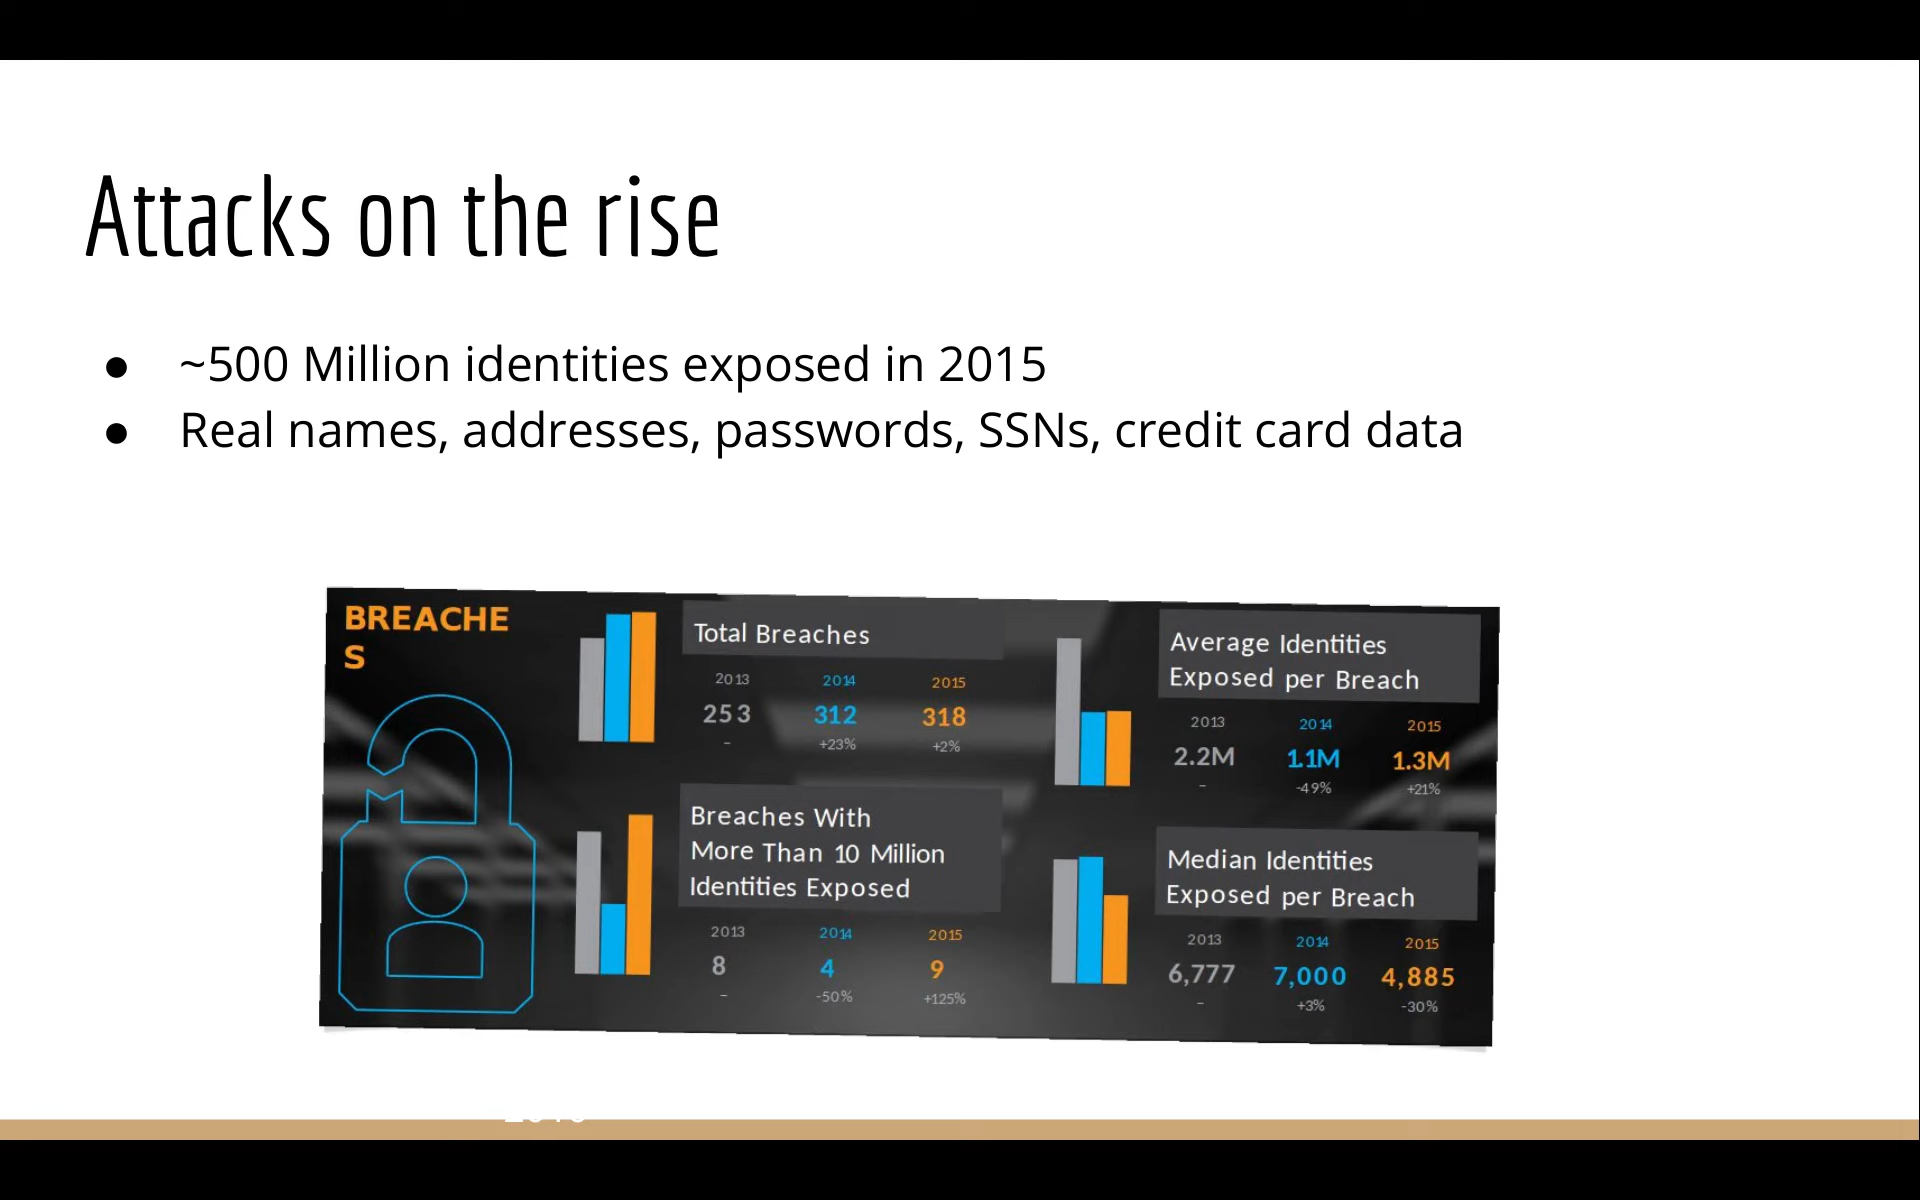 Attacks on the rise
● ~500 Million identities exposed in 2015
● Real names, addresses, passwords, SSNs, credit card data
BREACHE
S
Total Breaches
2013 2014 2015
253 312 318
– +23% +2%
Breaches With
More Than 10 Million
Identities Exposed
2013 2014 2015
8 4 9
– -50% +125%
Average Identities
Exposed per Breach
2013 2014 2015
2.2M 1.1M 1.3M
– -49% +21%
Median Identities
Exposed per Breach
2013 2014 2015
6,777 7,000 4,885
– +3% -30%